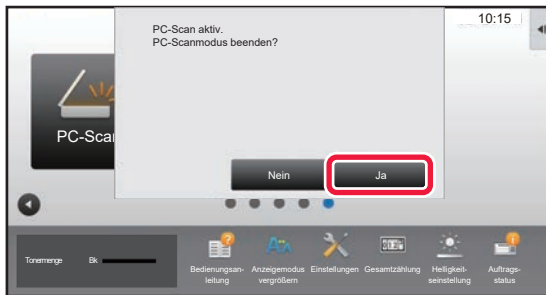 10:15
PC-Scan aktiv.
PC-Scanmodus beenden?
PC-Scan
Nein
Ja
Tonermenge
Bk
Bedienungsan-
leitung
Anzeigemodus
vergrößern
Einstellungen
Gesamtzählung
Helligkeit-
seinstellung
Auftrags-
status